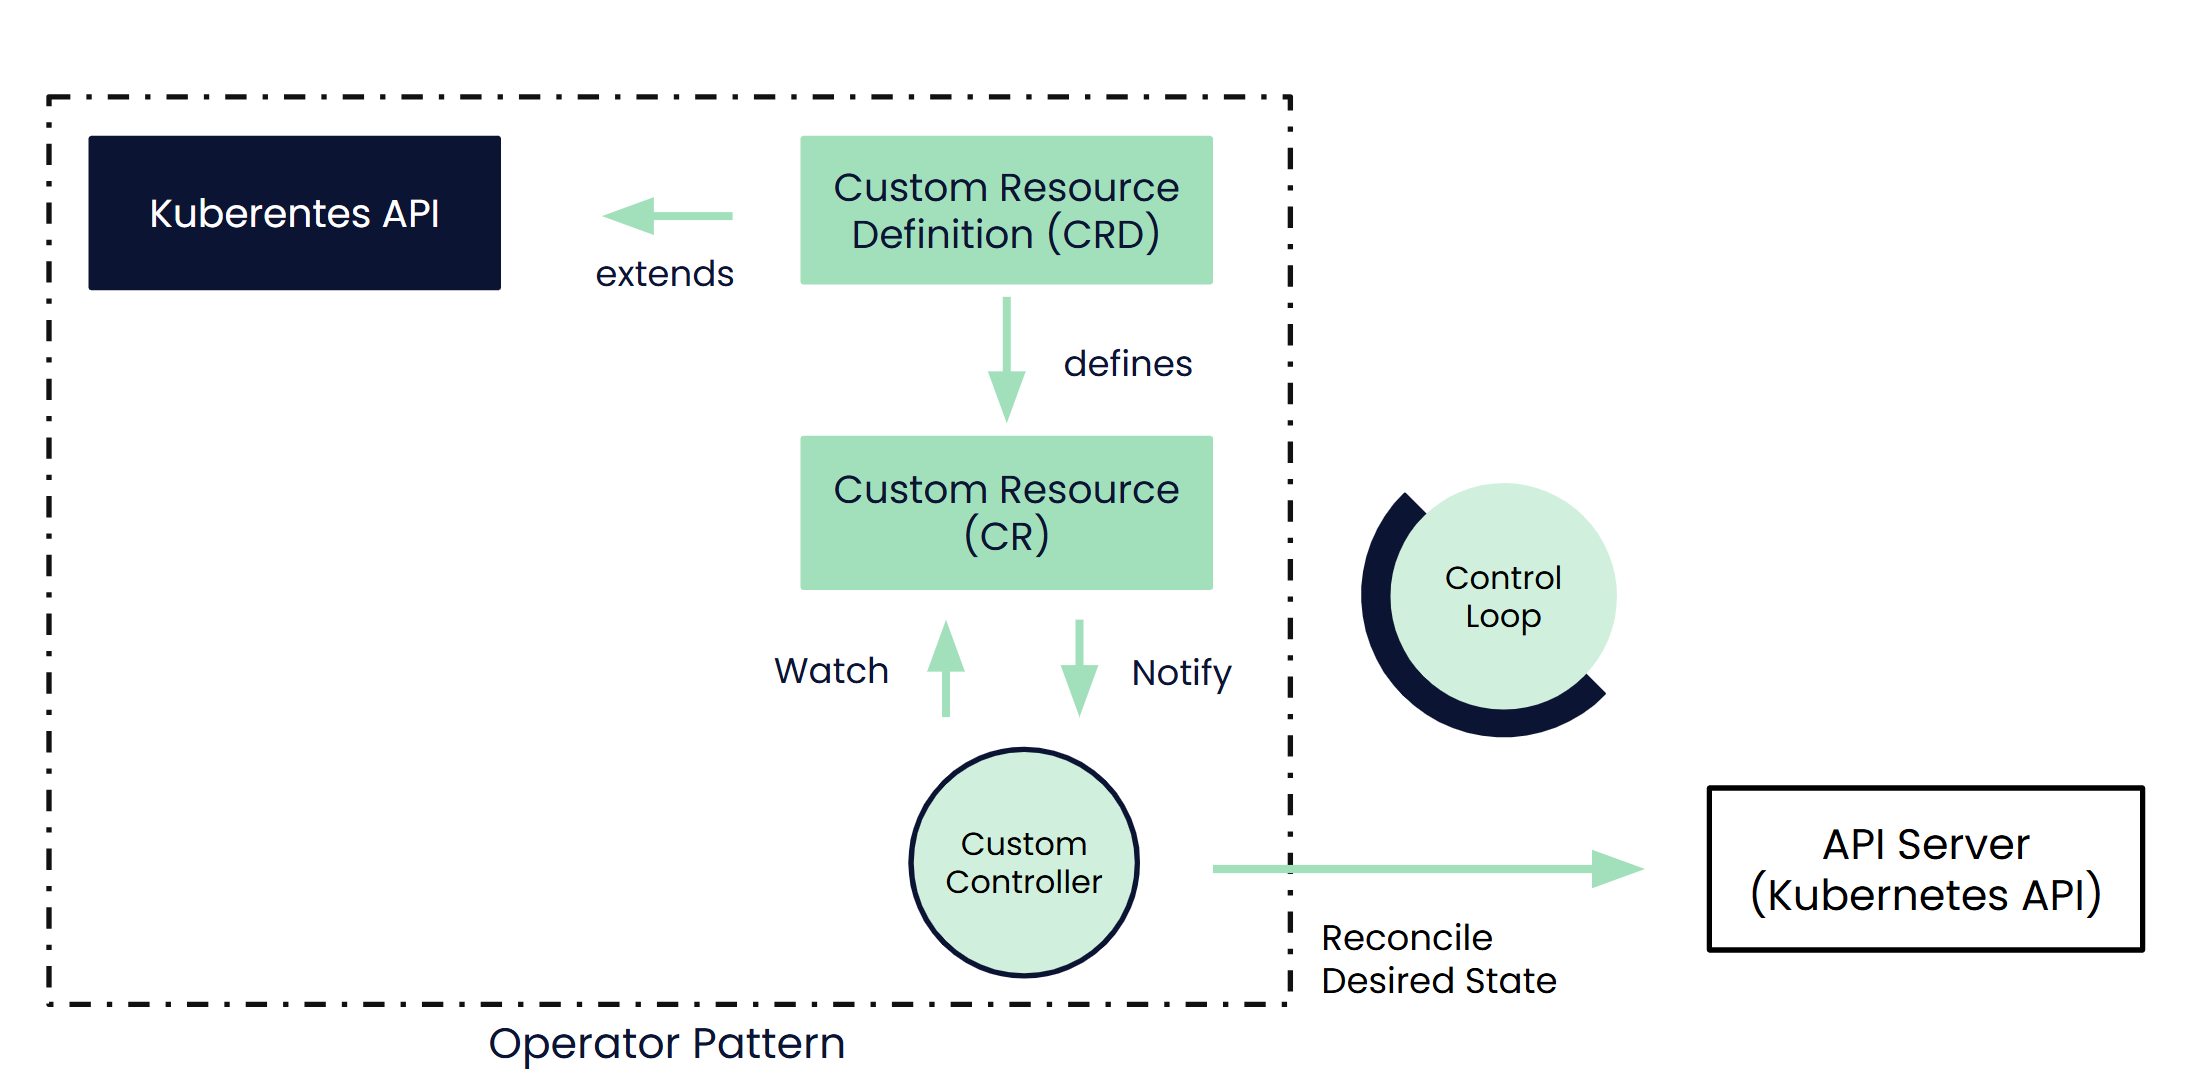 Kuberentes API
extends
Custom Resource
Definition (CRD)
defines
Custom Resource
(CR)
Watch
Notify
Custom
Controller
Control
Loop
Reconcile
Desired State
API Server
(Kubernetes API)
Operator Pattern